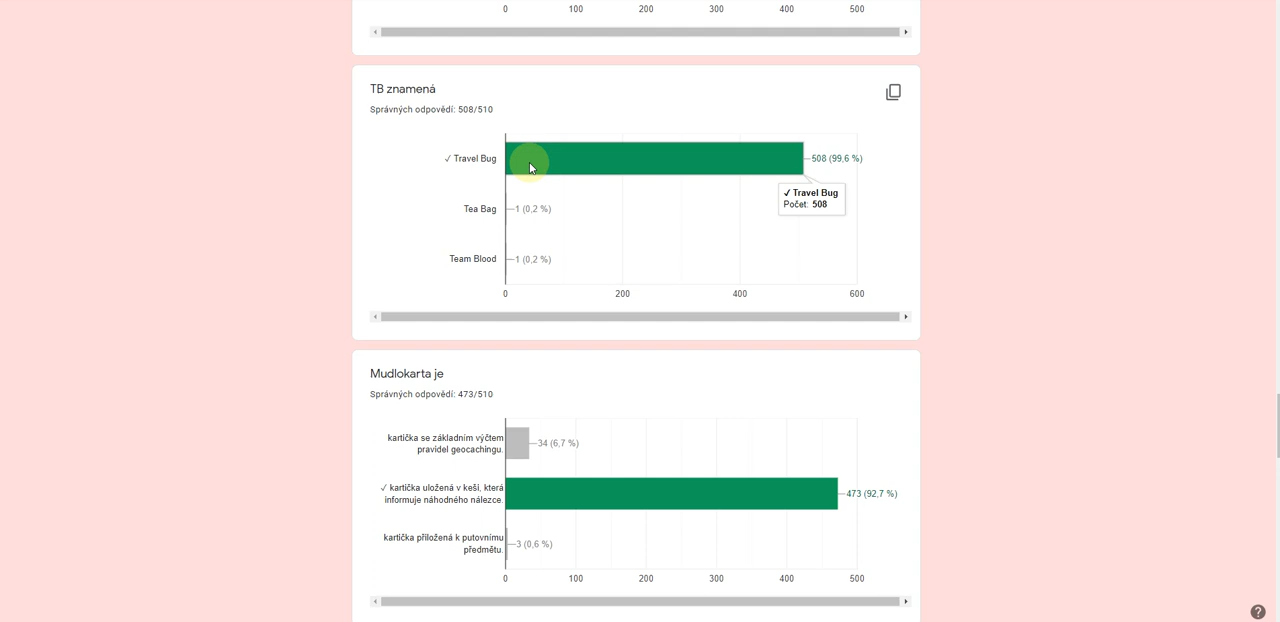 0 100 200 300 400 500
TB znamená
Správných odpovědí: 508/510
✓ Travel Bug
508 (99,6 %)
✓ Travel Bug
Počet: 508
Tea Bag
1 (0,2 %)
Team Blood
1 (0,2 %)
0 200 400 600
Mudlokarta je
Správných odpovědí: 473/510
kartička se základním výčtem
pravidel geocachingu.
34 (6,7 %)
✓ kartička uložená v keši, která
informuje náhodného nálezce.
473 (92,7 %)
kartička přiložená k putovnímu
předmětu.
3 (0,6 %)
0 100 200 300 400 500
?